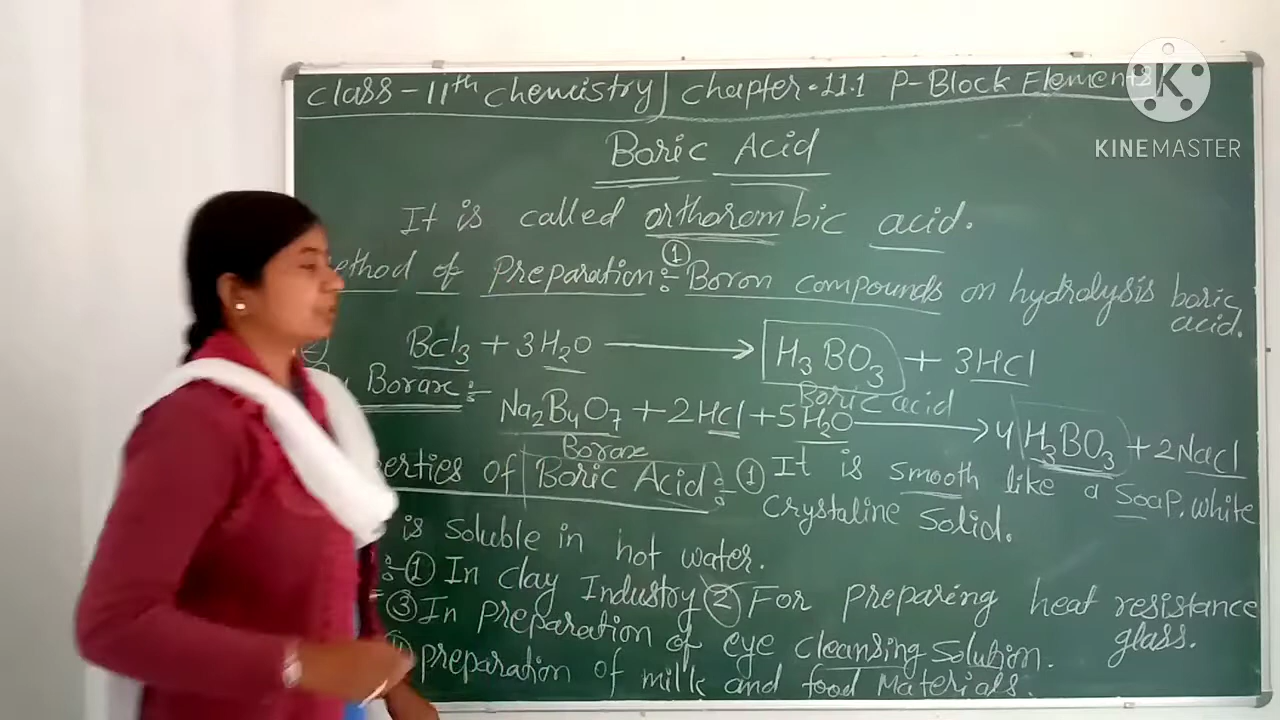 Class - 11th Chemistry chapter-11.1 P-Block Elements
KINEMASTER
Boric Acid
It is called orthorombic acid.
ethod of Preparation :- ① Boron compounds on hydrolysis boric acid.
BCl3 + 3H2O → H3BO3 + 3HCl
Boric acid
Borax :-
Na2B4O7 + 2HCl + 5H2O → 4H3BO3 + 2NaCl
Borax
erties of Boric Acid :- ① It is smooth like a soap, white
Crystaline Solid.
is soluble in hot water.
:- ① In clay Industry ② For preparing heat resistance glass.
③ In preparation of eye cleansing solution.
preparation of milk and food Materials.